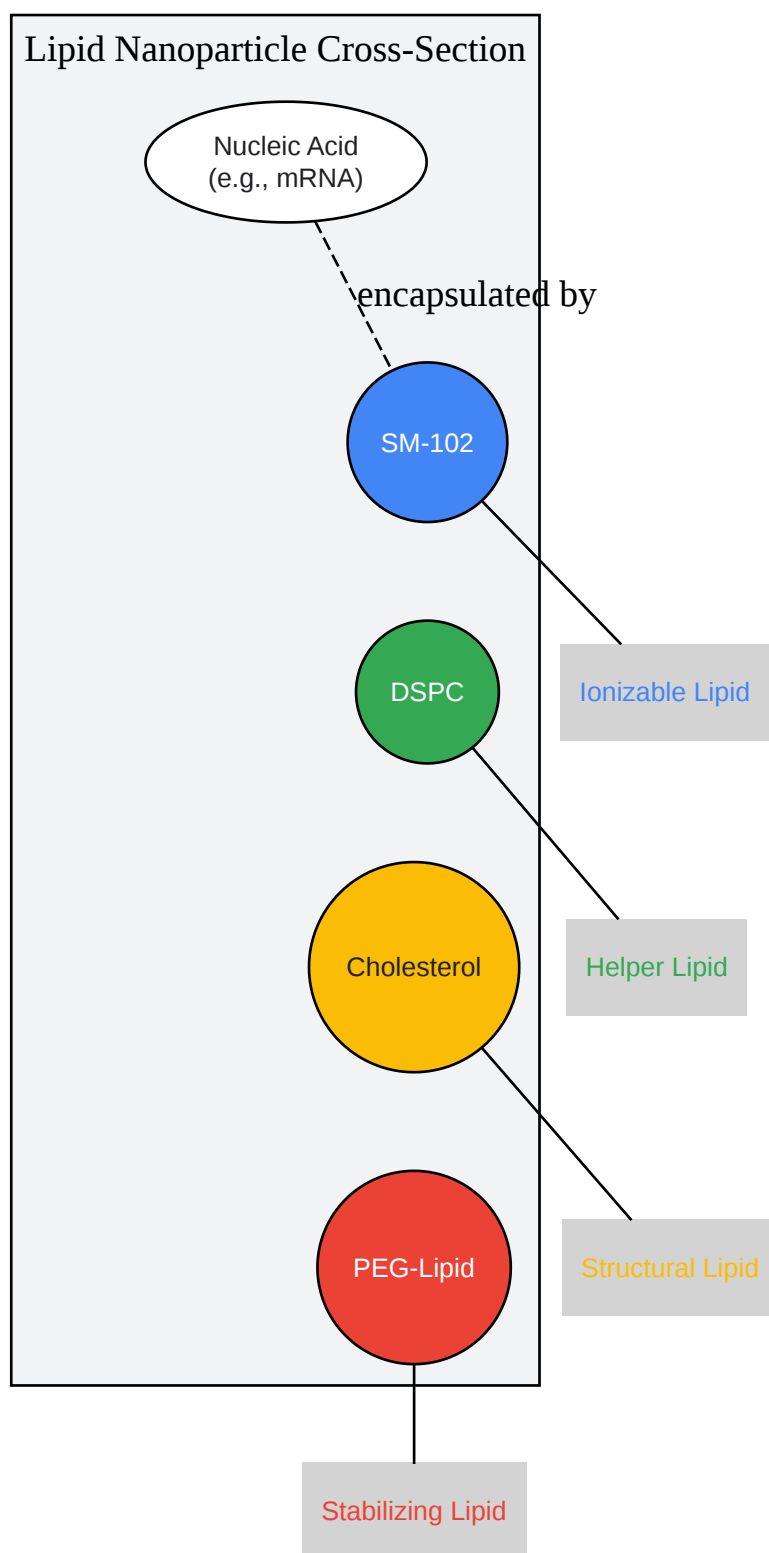 Lipid Nanoparticle Cross-Section
Nucleic Acid
(e.g., mRNA)
encapsulated by
SM-102
DSPC
Ionizable Lipid
Cholesterol
Helper Lipid
PEG-Lipid
Structural Lipid
Stabilizing Lipid